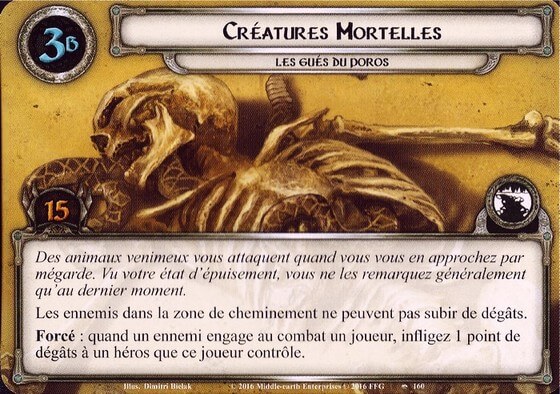 3B
CRÉATURES MORTELLES
LES GUÉS DU POROS
15
Des animaux venimeux vous attaquent quand vous vous en approchez par
mégarde. Vu votre état d'épuisement, vous ne les remarquez généralement
qu'au dernier moment.
Les ennemis dans la zone de cheminement ne peuvent pas subir de dégâts.
Forcé : quand un ennemi engage au combat un joueur, infligez 1 point de
dégâts à un héros que ce joueur contrôle.
Illus. Dimitri Bielak © 2016 Middle-earth Enterprises © 2016 FFG 160